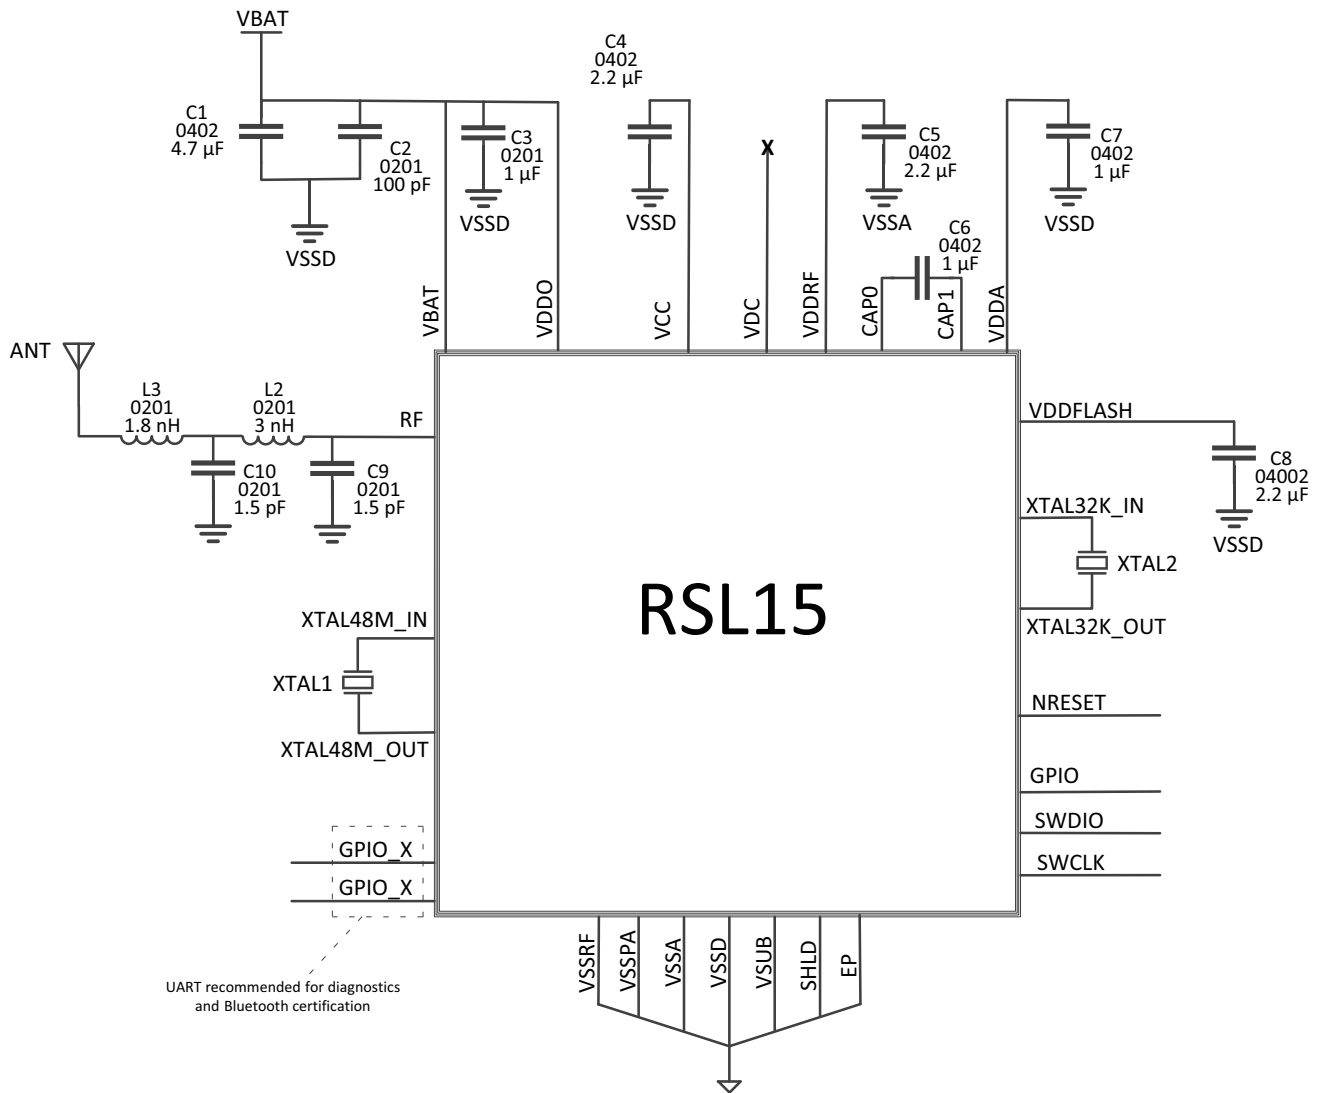 VBAT
C1
0402
4.7 µF
C2
0201
100 pF
VSSD
C3
0201
1 µF
VSSD
C4
0402
2.2 µF
VSSD
X
C5
0402
2.2 µF
VSSA
C6
0402
1 µF
C7
0402
1 µF
VSSD
VBAT
VDDO
VCC
VDC
VDDRF
CAP0
CAP1
VDDA
ANT
L3
0201
1.8 nH
L2
0201
3 nH
RF
C10
0201
1.5 pF
C9
0201
1.5 pF
VDDFLASH
C8
04002
2.2 µF
VSSD
XTAL32K_IN
XTAL2
XTAL32K_OUT
RSL15
XTAL48M_IN
XTAL1
XTAL48M_OUT
NRESET
GPIO
SWDIO
SWCLK
GPIO_X
GPIO_X
UART recommended for diagnostics
and Bluetooth certification
VSSRF
VSSPA
VSSA
VSSD
VSUB
SHLD
EP